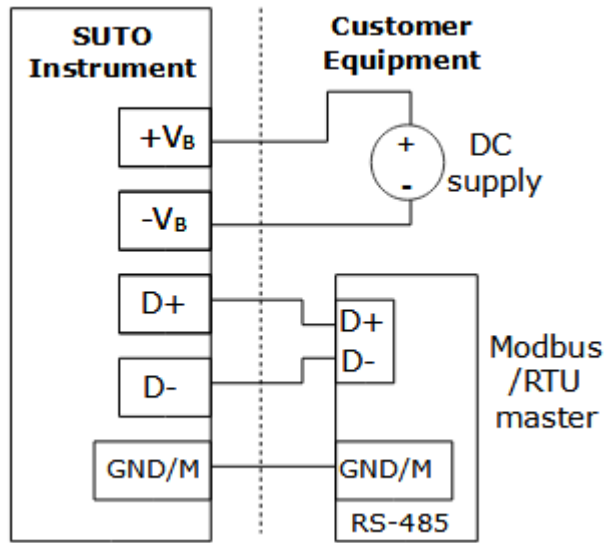 SUTO
Instrument
Customer
Equipment
+VB
-VB
D+
D-
GND/M
+
-
DC
supply
D+
D-
GND/M
RS-485
Modbus
/RTU
master